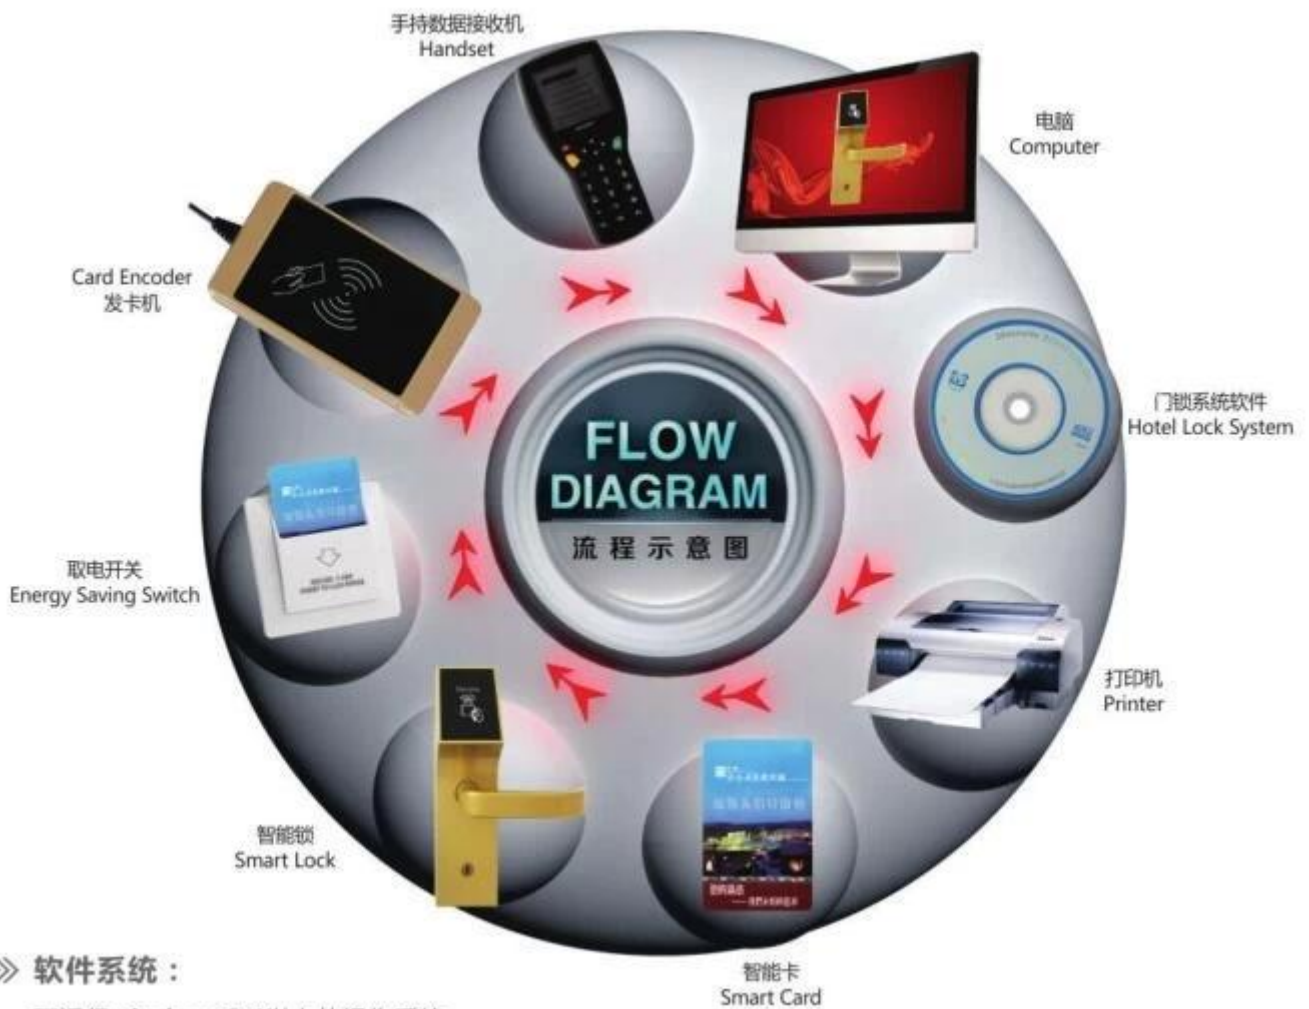 手持数据接收机
Handset
电脑
Computer
Card Encoder
发卡机
门锁系统软件
Hotel Lock System
FLOW
DIAGRAM
流程示意图
取电开关
Energy Saving Switch
打印机
Printer
智能锁
Smart Lock
智能卡
Smart Card
软件系统：